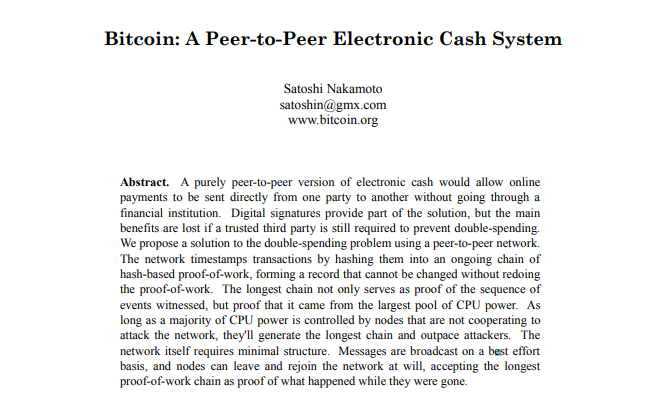 Bitcoin: A Peer-to-Peer Electronic Cash System
Satoshi Nakamoto
satoshin@gmx.com
www.bitcoin.org
Abstract. A purely peer-to-peer version of electronic cash would allow online
payments to be sent directly from one party to another without going through a
financial institution. Digital signatures provide part of the solution, but the main
benefits are lost if a trusted third party is still required to prevent double-spending.
We propose a solution to the double-spending problem using a peer-to-peer network.
The network timestamps transactions by hashing them into an ongoing chain of
hash-based proof-of-work, forming a record that cannot be changed without redoing
the proof-of-work. The longest chain not only serves as proof of the sequence of
events witnessed, but proof that it came from the largest pool of CPU power. As
long as a majority of CPU power is controlled by nodes that are not cooperating to
attack the network, they'll generate the longest chain and outpace attackers. The
network itself requires minimal structure. Messages are broadcast on a best effort
basis, and nodes can leave and rejoin the network at will, accepting the longest
proof-of-work chain as proof of what happened while they were gone.